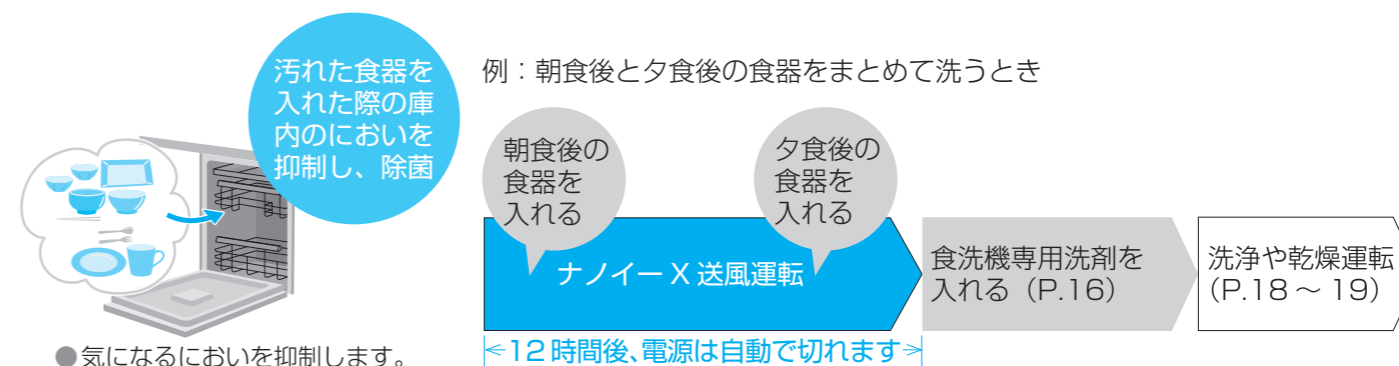 汚れた食器を
入れた際の庫
内のにおいを
抑制し、除菌
●気になるにおいを抑制します。
例：朝食後と夕食後の食器をまとめて洗うとき
朝食後の
食器を
入れる
夕食後の
食器を
入れる
ナノイー X 送風運転
12 時間後、電源は自動で切れます
食洗機専用洗剤を
入れる（P.16）
洗浄や乾燥運転
（P.18 ～ 19）